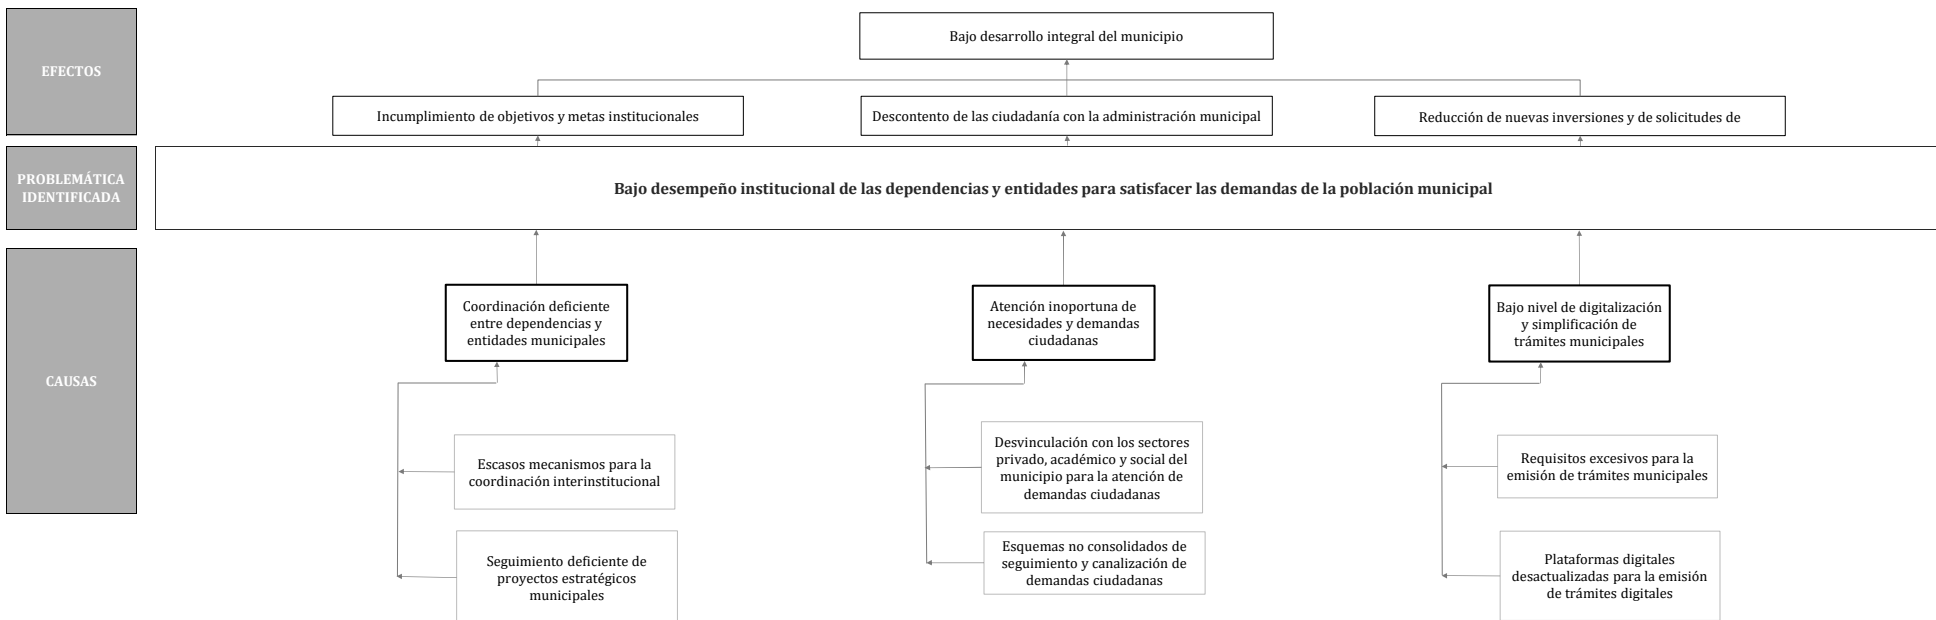 EFECTOS
Bajo desarrollo integral del municipio
Incumplimiento de objetivos y metas institucionales
Descontento de las ciudadanía con la administración municipal
Reducción de nuevas inversiones y de solicitudes de
PROBLEMÁTICA
IDENTIFICADA
Bajo desempeño institucional de las dependencias y entidades para satisfacer las demandas de la población municipal
CAUSAS
Coordinación deficiente
entre dependencias y
entidades municipales
Escasos mecanismos para la
coordinación interinstitucional
Seguimiento deficiente de
proyectos estratégicos
municipales
Atención inoportuna de
necesidades y demandas
ciudadanas
Desvinculación con los sectores
privado, académico y social del
municipio para la atención de
demandas ciudadanas
Esquemas no consolidados de
seguimiento y canalización de
demandas ciudadanas
Bajo nivel de digitalización
y simplificación de
trámites municipales
Requisitos excesivos para la
emisión de trámites municipales
Plataformas digitales
desactualizadas para la emisión
de trámites digitales